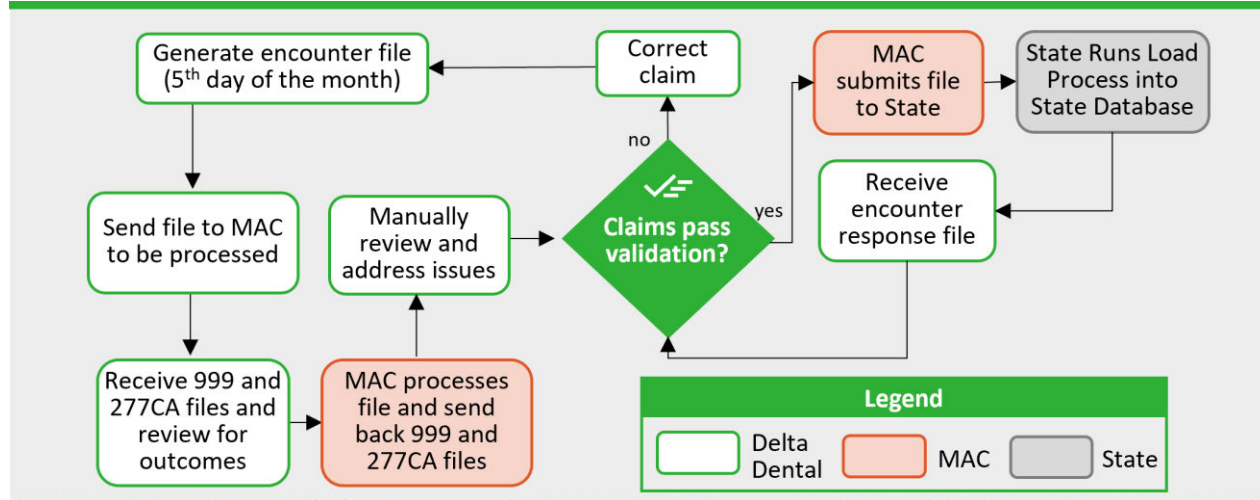 Generate encounter file
(5th day of the month)
Correct
claim
MAC
submits file
to State
State Runs Load
Process into
State Database
no
Send file to MAC
to be processed
Manually
review and
address issues
Claims pass
validation?
yes
Receive
encounter
response file
Receive 999 and
277CA files and
review for
outcomes
MAC processes
file and send
back 999 and
277CA files
Legend
Delta
Dental
MAC
State